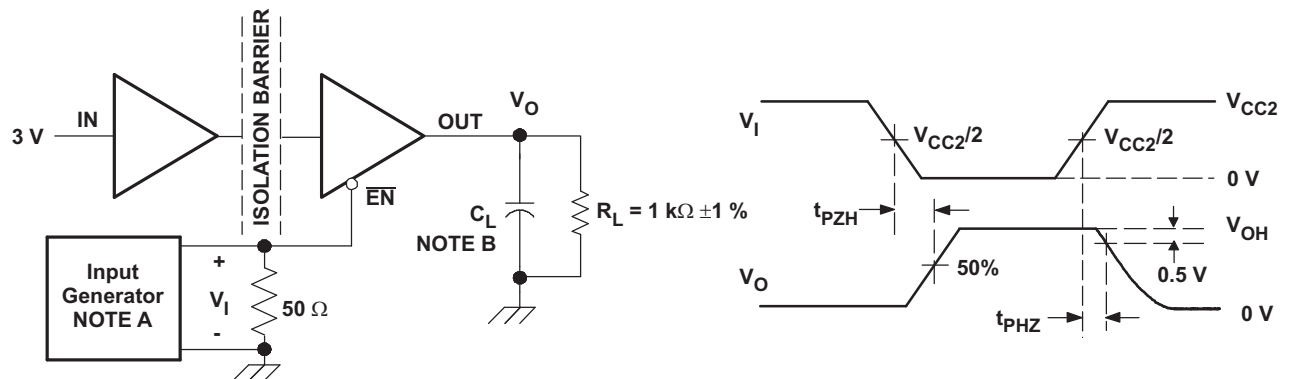 ISOLATION BARRIER
3 V
IN
OUT
V_O
EN
C_L
NOTE B
R_L = 1 kΩ ±1 %
Input
Generator
NOTE A
+
V_I
-
50 Ω
V_I
V_CC2/2
V_CC2/2
V_CC2
0 V
t_PZH
V_O
50%
V_OH
0.5 V
t_PHZ
0 V